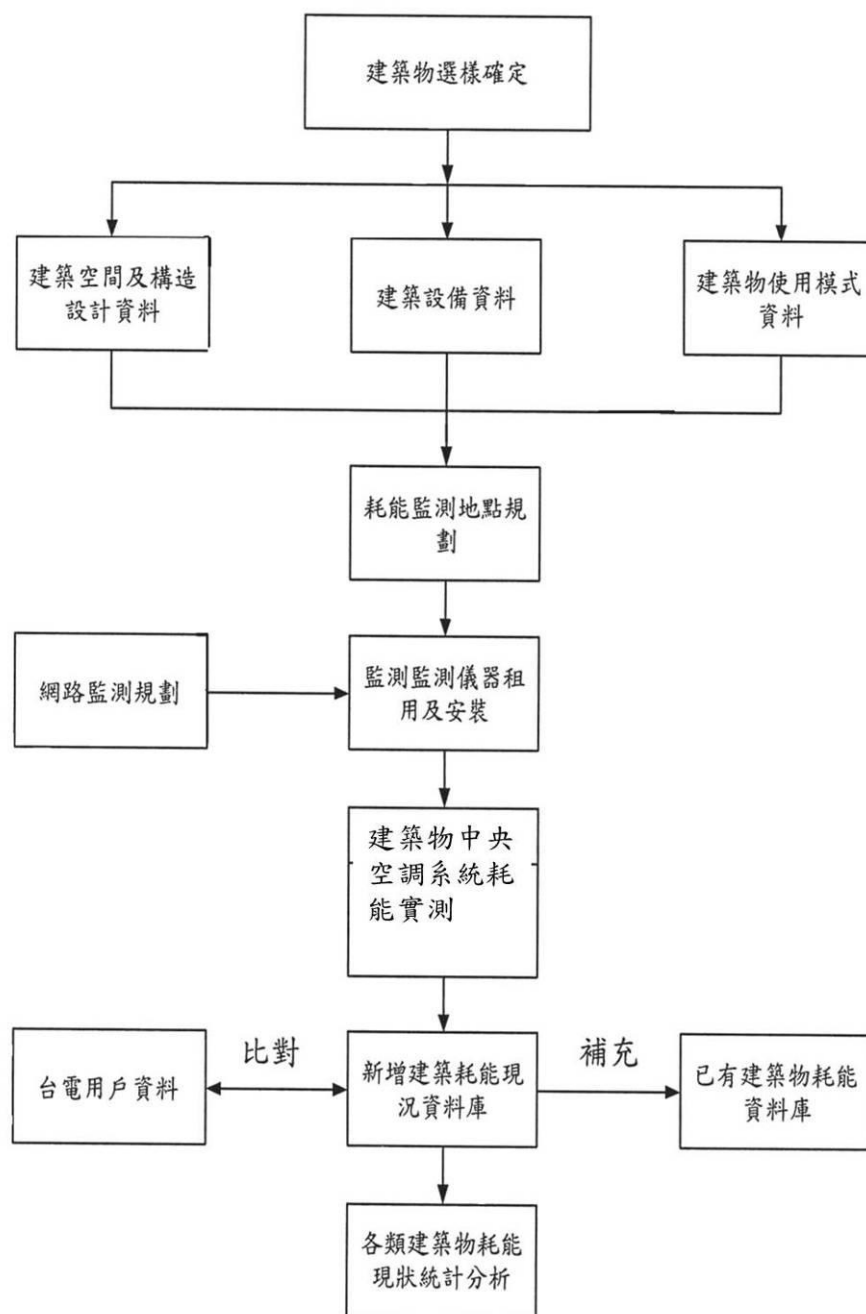 建築物選樣確定
建築空間及構造
設計資料
建築設備資料
建築物使用模式
資料
耗能監測地點規
劃
網路監測規劃
監測監測儀器租
用及安裝
建築物中央
空調系統耗
能實測
台電用戶資料
比對
新增建築耗能現
況資料庫
補充
已有建築物耗能
資料庫
各類建築物耗能
現狀統計分析